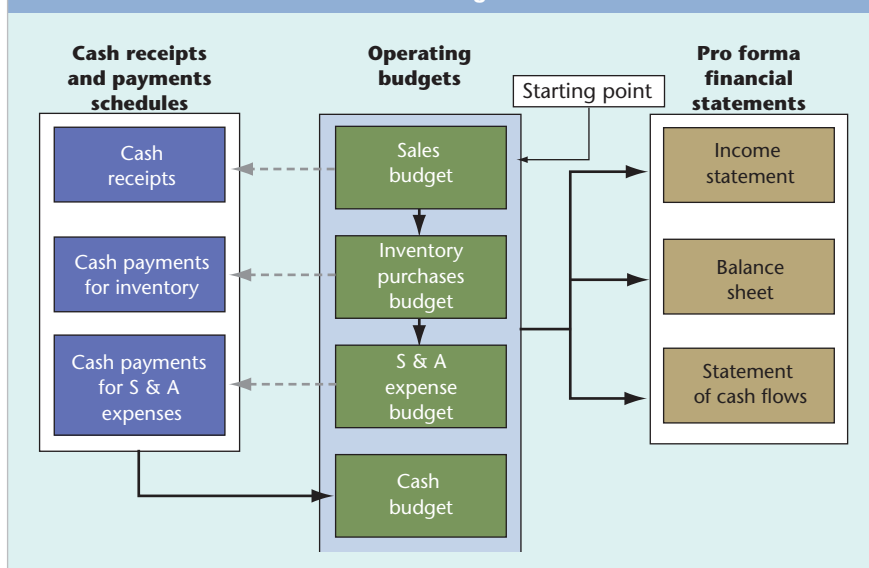 Cash receipts
and payments
schedules
Operating
budgets
Starting point
Pro forma
financial
statements
Cash
receipts
Sales
budget
Income
statement
Cash payments
for inventory
Inventory
purchases
budget
Balance
sheet
Cash payments
for S & A
expenses
S & A
expense
budget
Statement
of cash flows
Cash
budget